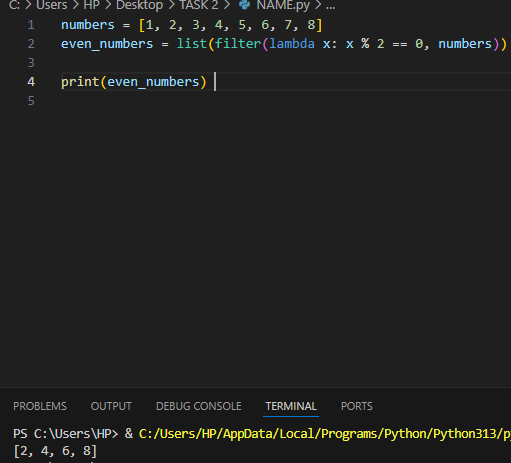 C: > Users > HP > Desktop > TASK 2 > NAME.py > ...
1 numbers = [1, 2, 3, 4, 5, 6, 7, 8]
2 even_numbers = list(filter(lambda x: x % 2 == 0, numbers))
3
4 print(even_numbers)
5
PROBLEMS OUTPUT DEBUG CONSOLE TERMINAL PORTS
PS C:\Users\HP> & C:/Users/HP/AppData/Local/Programs/Python/Python313/p
[2, 4, 6, 8]